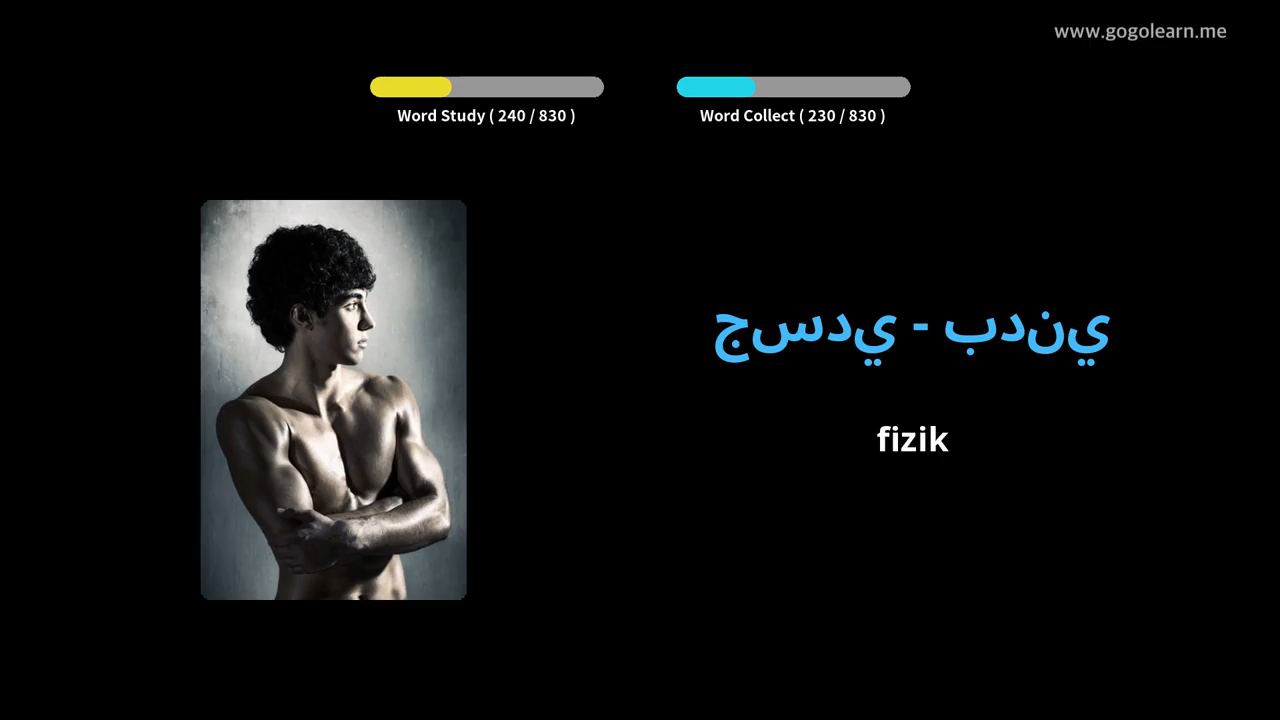 www.gogolearn.me
Word Study ( 240 / 830 )
Word Collect ( 230 / 830 )
جسدي - بدني
fizik